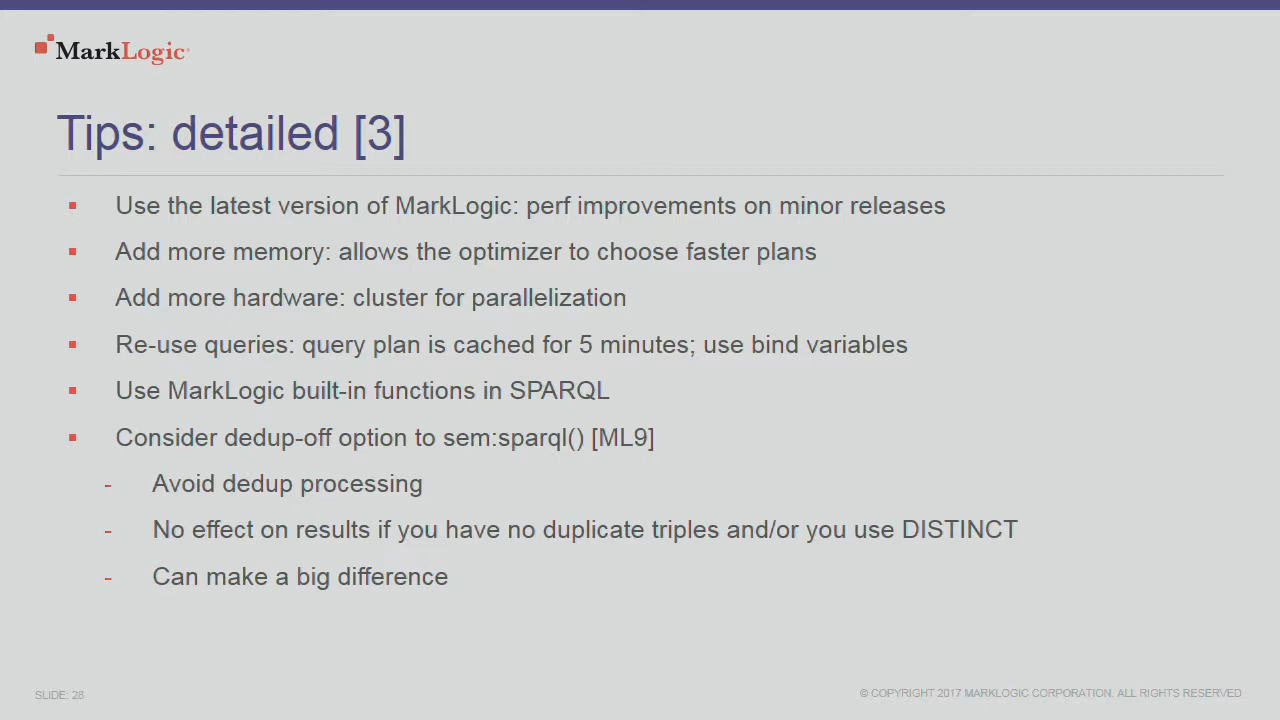 MarkLogic
Tips: detailed [3]
Use the latest version of MarkLogic: perf improvements on minor releases
Add more memory: allows the optimizer to choose faster plans
Add more hardware: cluster for parallelization
Re-use queries: query plan is cached for 5 minutes; use bind variables
Use MarkLogic built-in functions in SPARQL
Consider dedup-off option to sem:sparql() [ML9]
- Avoid dedup processing
- No effect on results if you have no duplicate triples and/or you use DISTINCT
- Can make a big difference
SLIDE: 28
© COPYRIGHT 2017 MARKLOGIC CORPORATION. ALL RIGHTS RESERVED